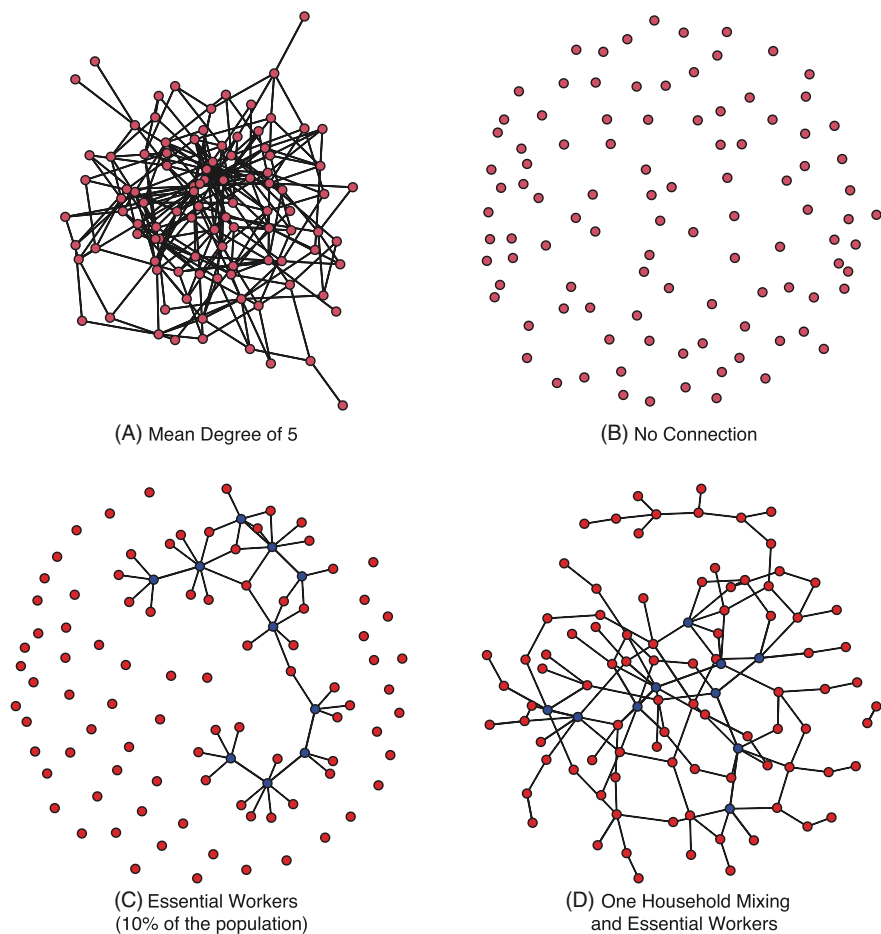 (A) Mean Degree of 5
(B) No Connection
(C) Essential Workers
(10% of the population)
(D) One Household Mixing
and Essential Workers